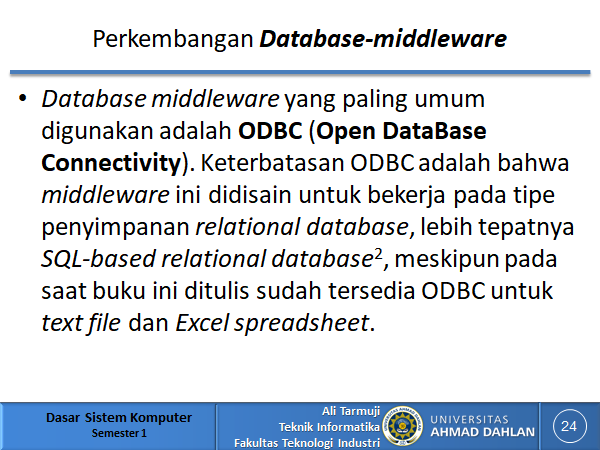 Perkembangan Database-middleware
• Database middleware yang paling umum
digunakan adalah ODBC (Open DataBase
Connectivity). Keterbatasan ODBC adalah bahwa
middleware ini didisain untuk bekerja pada tipe
penyimpanan relational database, lebih tepatnya
SQL-based relational database², meskipun pada
saat buku ini ditulis sudah tersedia ODBC untuk
text file dan Excel spreadsheet.
Dasar Sistem Komputer
Semester 1
Ali Tarmuji
Teknik Informatika
Fakultas Teknologi Industri
UNIVERSITAS
AHMAD DAHLAN
24